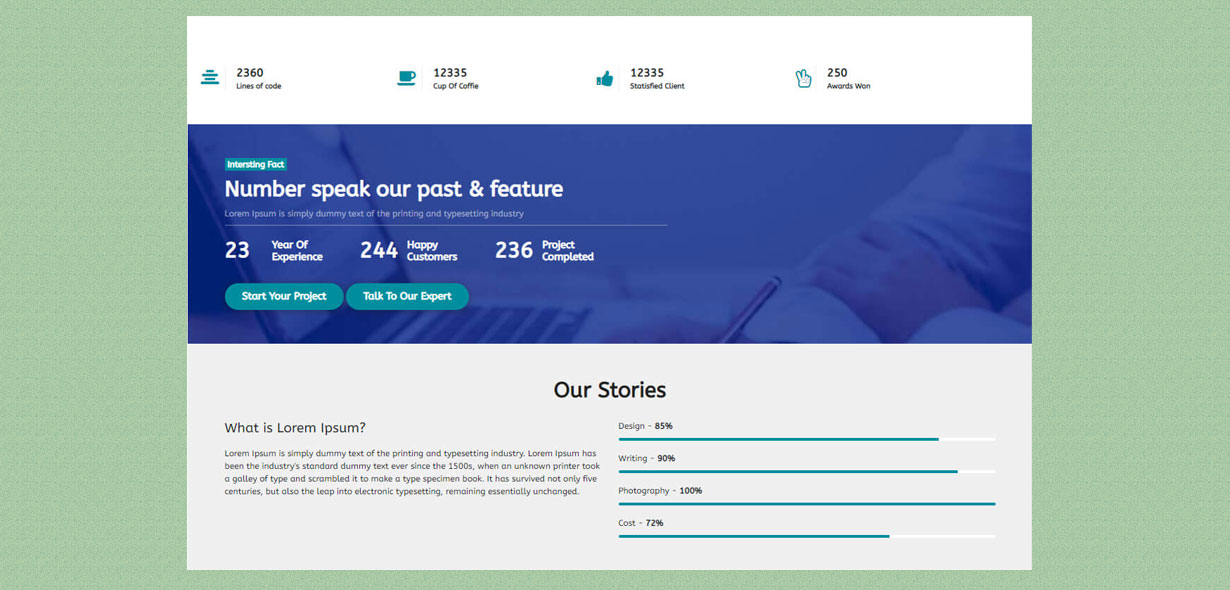 2360
Lines of code
12335
Cup Of Coffie
12335
Statisfied Client
250
Awards Won
Intersting Fact
Number speak our past & feature
Lorem Ipsum is simply dummy text of the printing and typesetting industry
23 Year Of
Experience
244 Happy
Customers
236 Project
Completed
Start Your Project
Talk To Our Expert
Our Stories
What is Lorem Ipsum?
Lorem Ipsum is simply dummy text of the printing and typesetting industry. Lorem Ipsum has
been the industry's standard dummy text ever since the 1500s, when an unknown printer took
a galley of type and scrambled it to make a type specimen book. It has survived not only five
centuries, but also the leap into electronic typesetting, remaining essentially unchanged.
Design - 85%
Writing - 90%
Photography - 100%
Cost - 72%